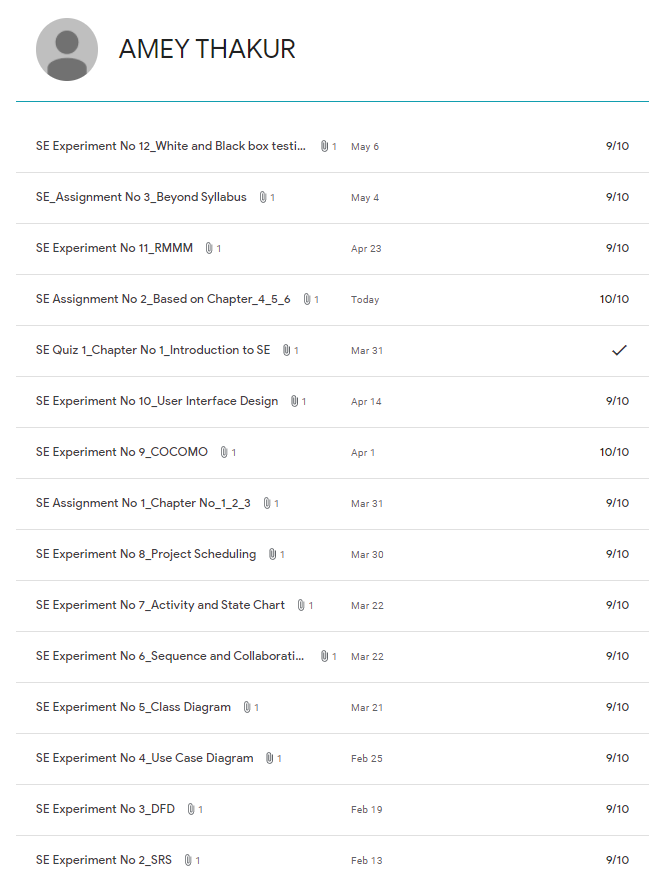 AMEY THAKUR
SE Experiment No 12_White and Black box testi... 1 May 6 9/10
SE_Assignment No 3_Beyond Syllabus 1 May 4 9/10
SE Experiment No 11_RMMM 1 Apr 23 9/10
SE Assignment No 2_Based on Chapter_4_5_6 1 Today 10/10
SE Quiz 1_Chapter No 1_Introduction to SE 1 Mar 31
SE Experiment No 10_User Interface Design 1 Apr 14 9/10
SE Experiment No 9_COCOMO 1 Apr 1 10/10
SE Assignment No 1_Chapter No_1_2_3 1 Mar 31 9/10
SE Experiment No 8_Project Scheduling 1 Mar 30 9/10
SE Experiment No 7_Activity and State Chart 1 Mar 22 9/10
SE Experiment No 6_Sequence and Collaborati... 1 Mar 22 9/10
SE Experiment No 5_Class Diagram 1 Mar 21 9/10
SE Experiment No 4_Use Case Diagram 1 Feb 25 9/10
SE Experiment No 3_DFD 1 Feb 19 9/10
SE Experiment No 2_SRS 1 Feb 13 9/10